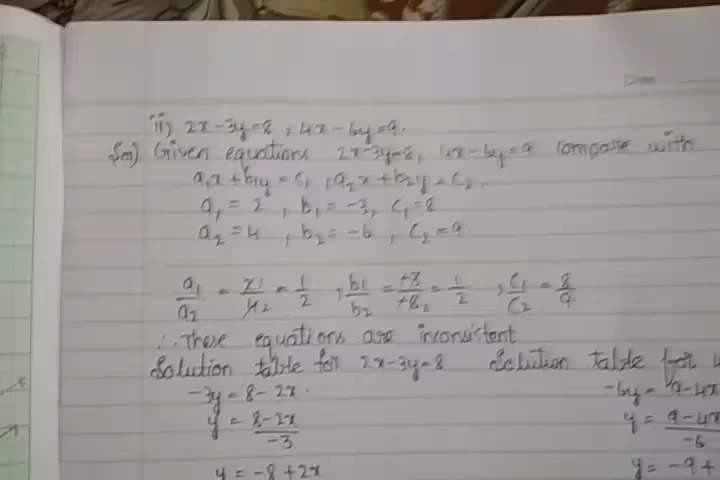 ii) 2x-3y=8, 4x-6y=9.
Son) Given equations 2x-3y=8, 4x-6y=9 compare with
a₁x+b₁y=c₁, a₂x+b₂y=c₂.
a₁=2, b₁=-3, c₁=8
a₂=4, b₂=-6, c₂=9
a₁/a₂ = 2¹/4₂ = 1/2, b₁/b₂ = +3/+6₂ = 1/2, c₁/c₂ = 8/9
∴ These equations are inconsistent
Solution table for 2x-3y=8 Solution table for
-3y=8-2x. -6y=9-4x
y=8-2x/-3 y=9-4x/-6
y=-8+2x y=-9+